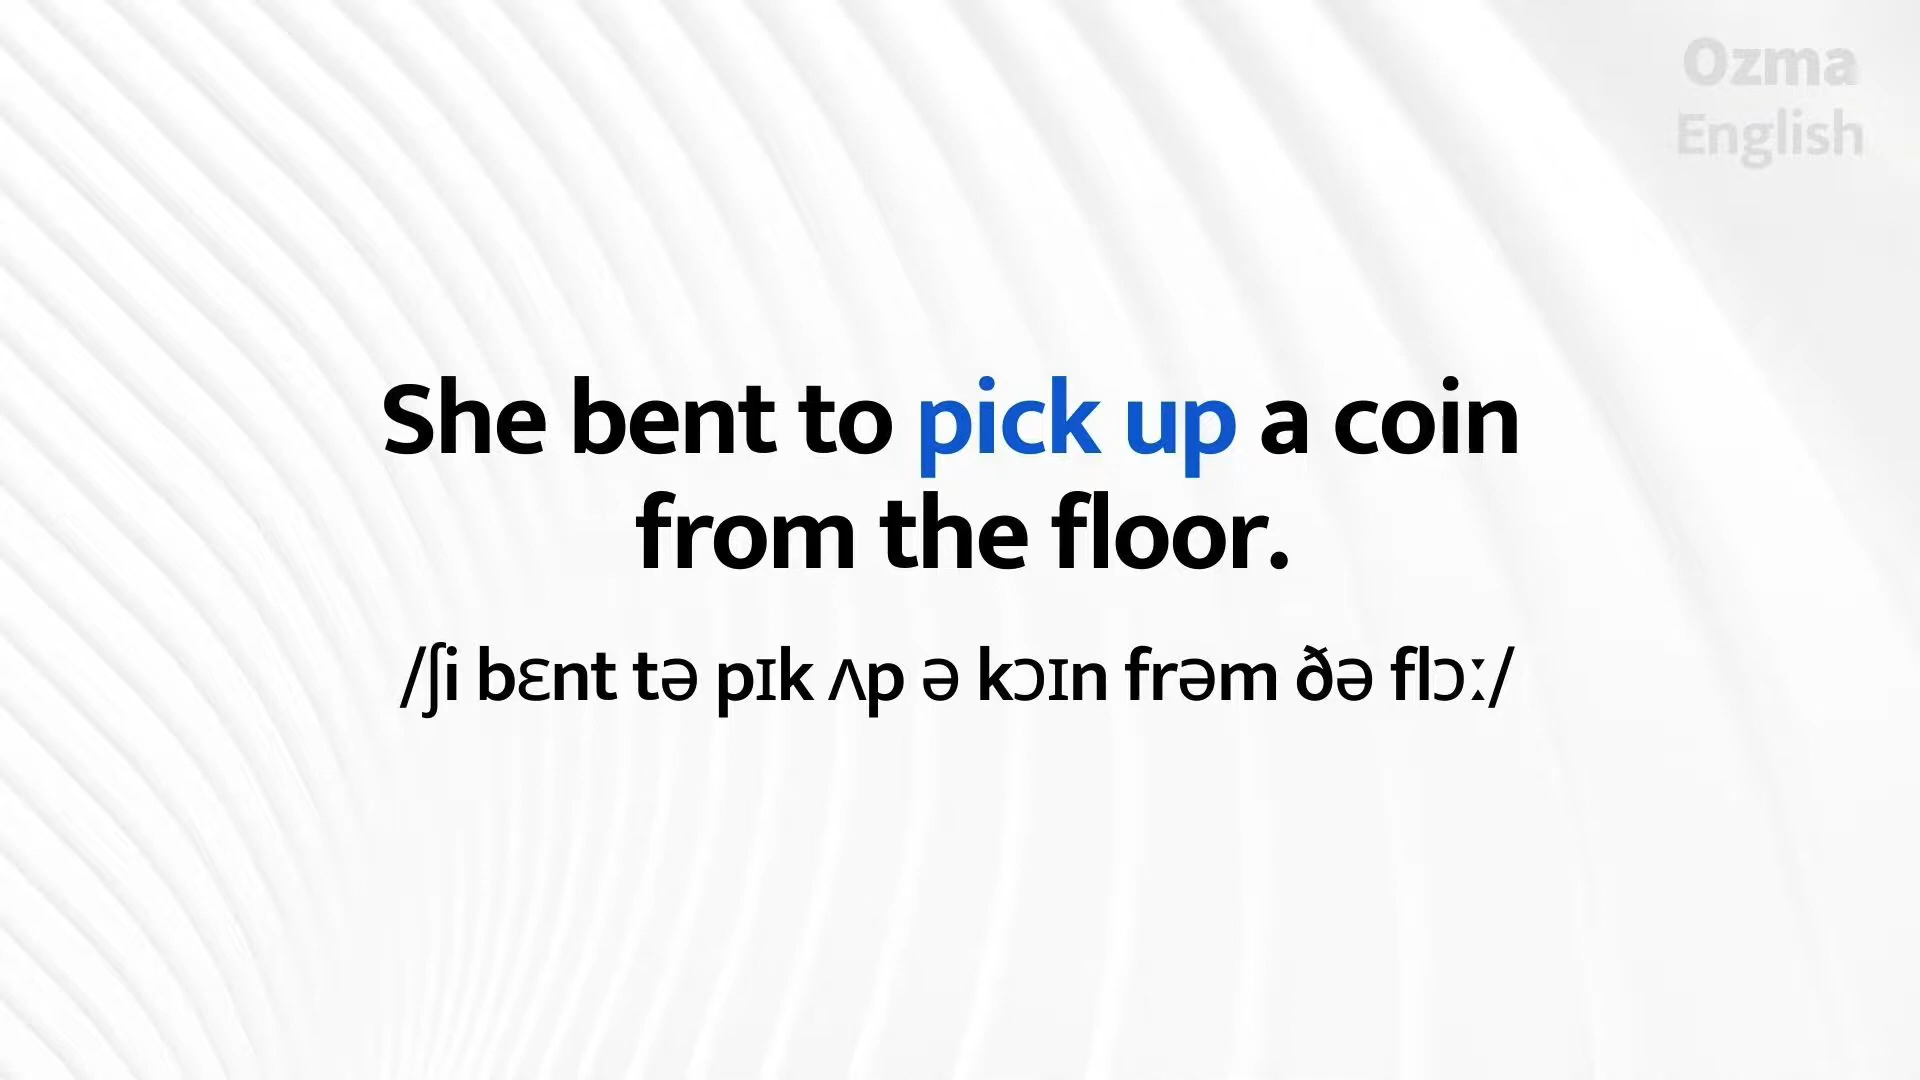 Ozma
English
She bent to pick up a coin
from the floor.
/ʃi bɛnt tə pɪk ʌp ə kɔɪn frəm ðə flɔː/